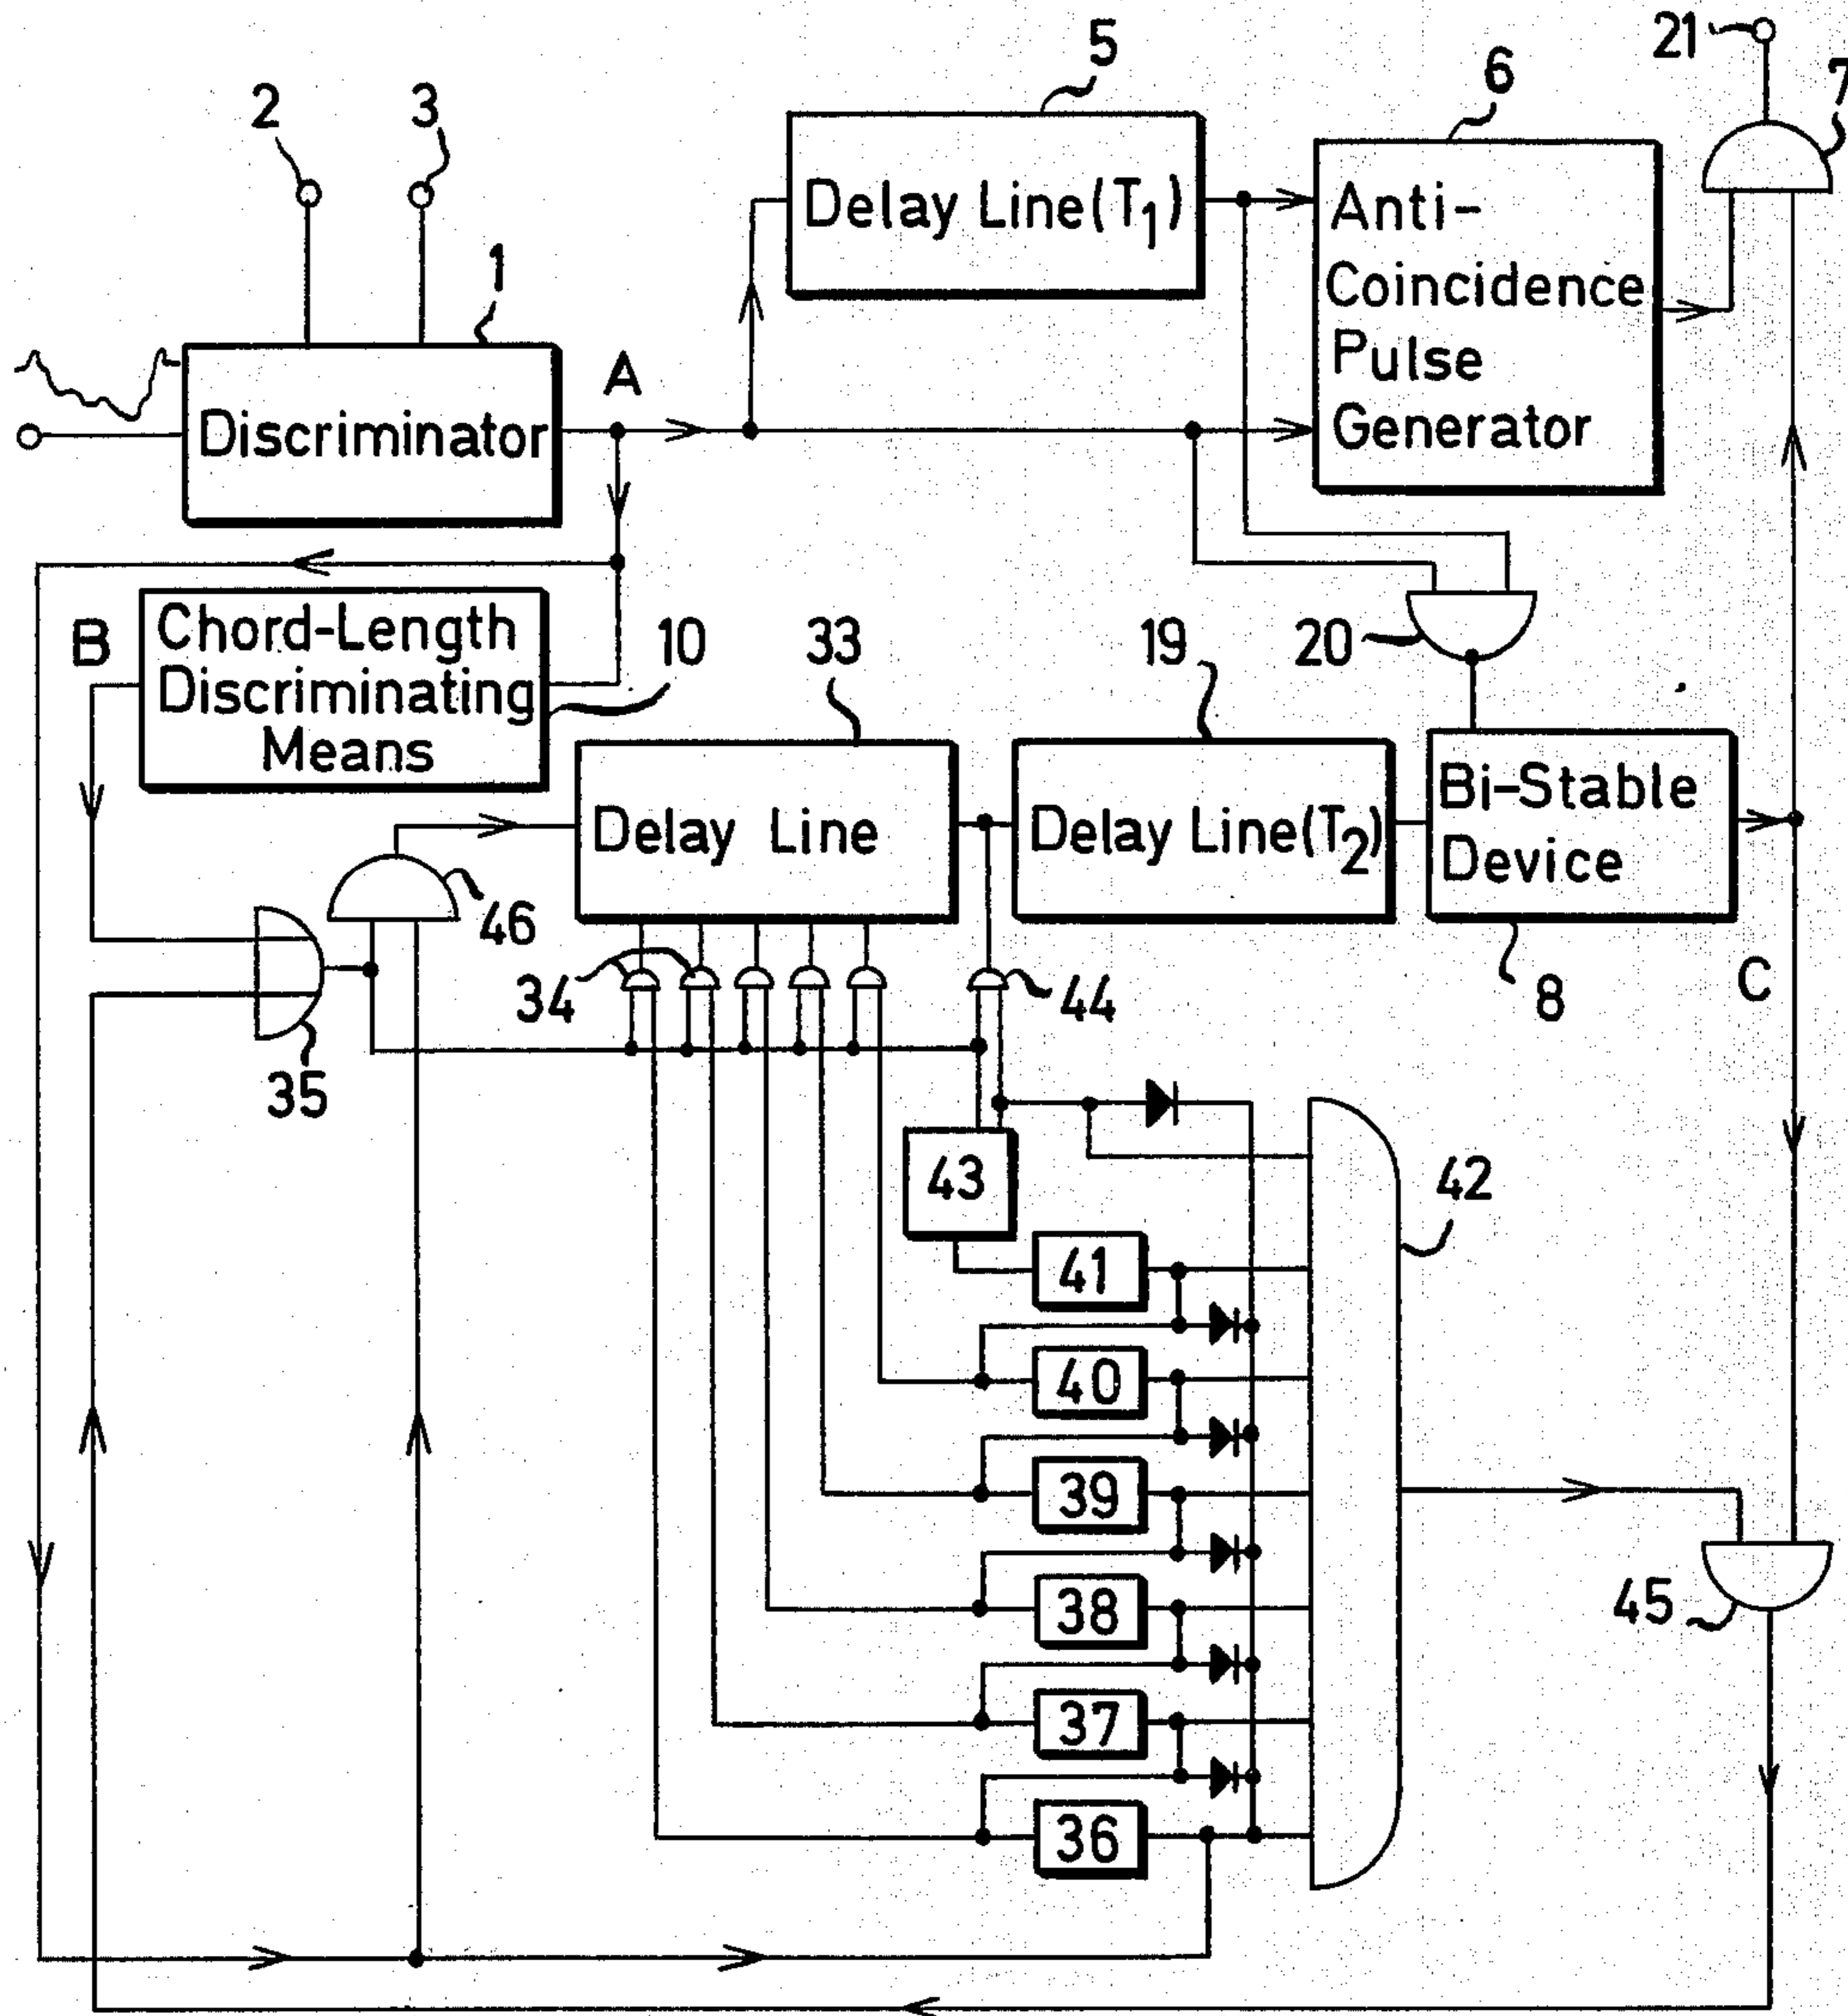 5
21
6
7
2
3
Delay Line(T1)
Anti-
Coincidence
Pulse
Generator
1
A
Discriminator
B
Chord-Length
Discriminating
Means
10
33
19
20
Delay Line
Delay Line(T2)
Bi-Stable
Device
46
34
44
8
C
35
43
42
41
40
39
38
45
37
36